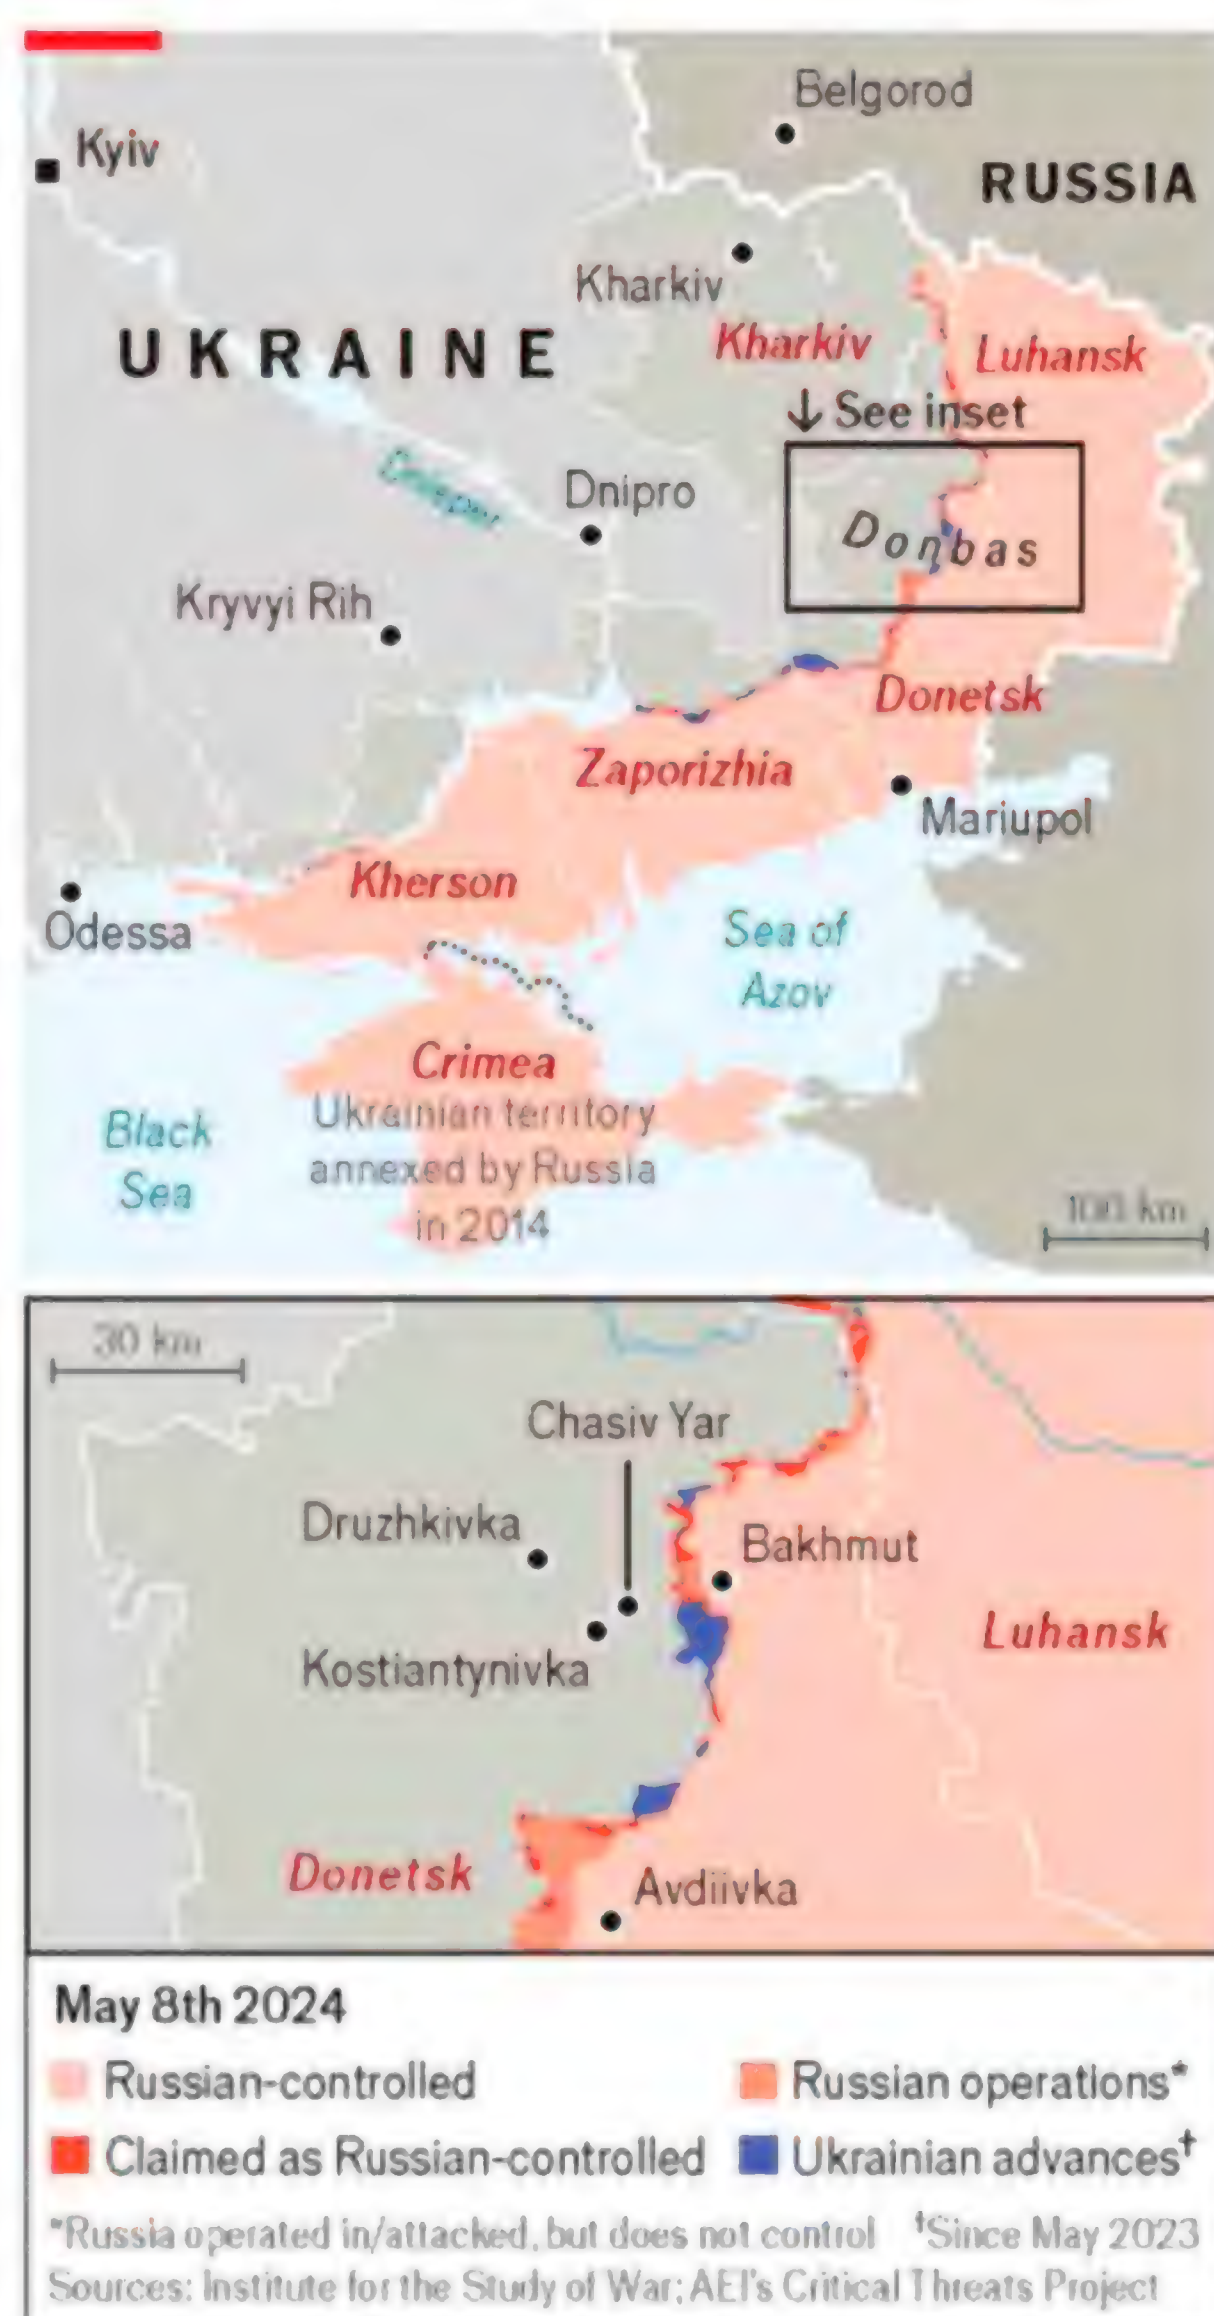 Belgorod
Kyiv
RUSSIA
Kharkiv
UKRAINE
Kharkiv
Luhansk
↓ See inset
Dnieper
Dnipro
Donbas
Kryvyi Rih
Donetsk
Zaporizhia
Mariupol
Kherson
Odessa
Sea of
Azov
Crimea
Ukrainian territory
annexed by Russia
in 2014
Black
Sea
100 km
30 km
Chasiv Yar
Druzhkivka
Bakhmut
Kostiantynivka
Luhansk
Donetsk
Avdiivka
May 8th 2024
Russian-controlled
Russian operations*
Claimed as Russian-controlled
Ukrainian advances†
*Russia operated in/attacked, but does not control †Since May 2023
Sources: Institute for the Study of War; AEI's Critical Threats Project